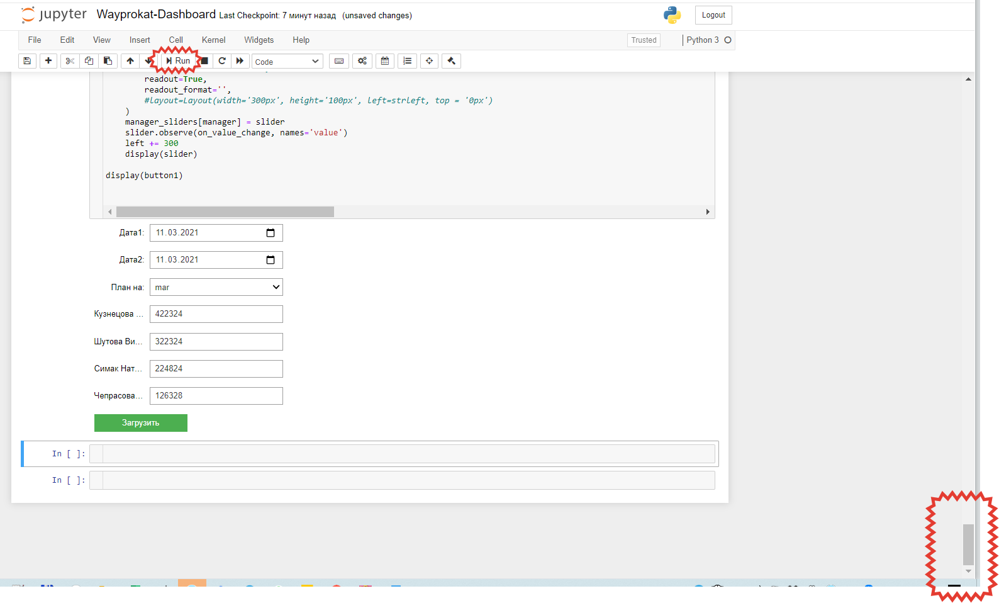 jupyter Wayprokat-Dashboard Last Checkpoint: 7 минут назад (unsaved changes) Logout
File Edit View Insert Cell Kernel Widgets Help Trusted Python 3
Run Code
readout=True,
readout_format='',
#layout=Layout(width='300px', height='100px', left=strleft, top = '0px')
)
manager_sliders[manager] = slider
slider.observe(on_value_change, names='value')
left += 300
display(slider)
display(button1)
Дата1: 11.03.2021
Дата2: 11.03.2021
План на: mar
Кузнецова ... 422324
Шутова Ви... 322324
Симак Нат... 224824
Чепрасова... 126328
Загрузить
In [ ]:
In [ ]: